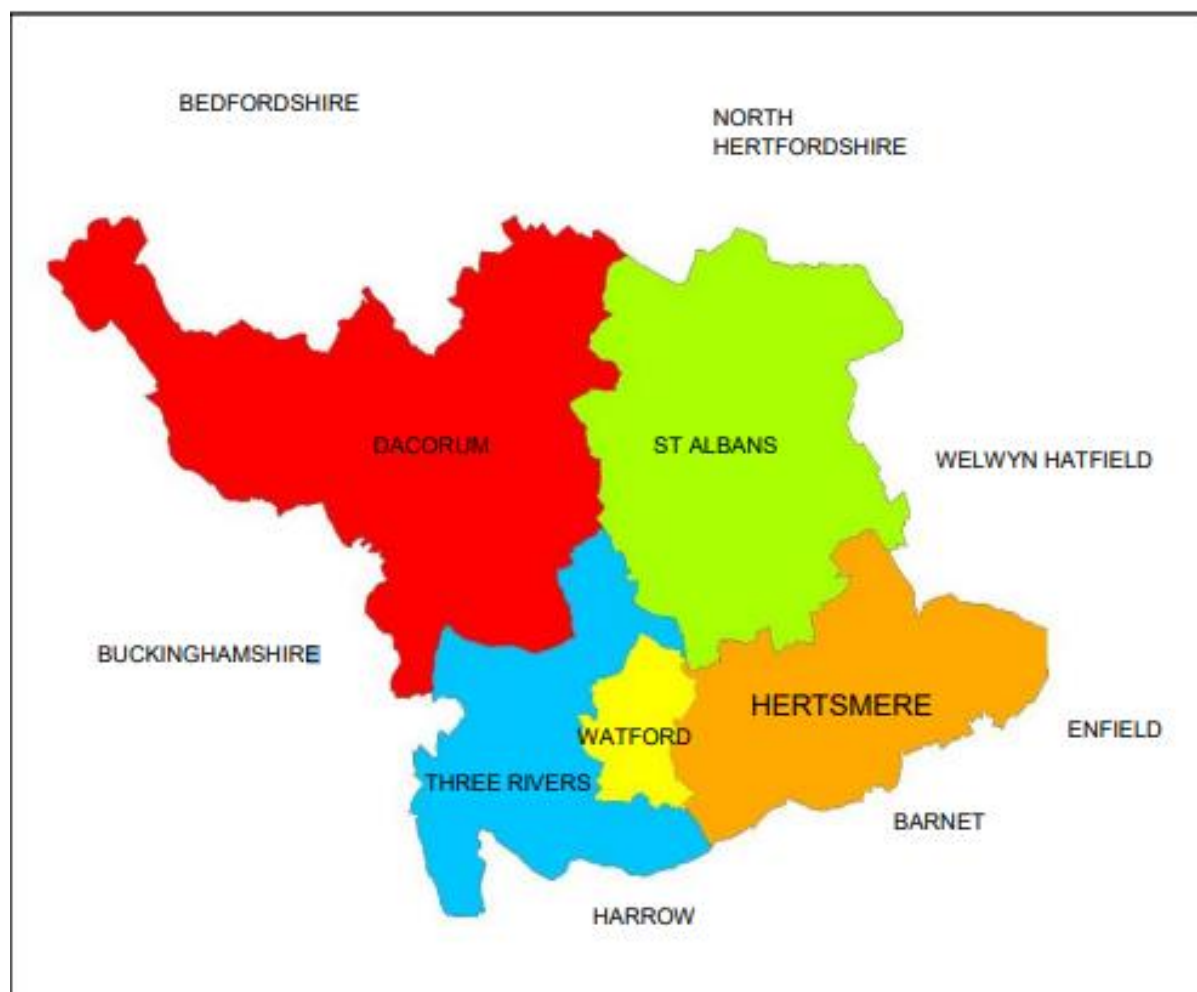 BEDFORDSHIRE
NORTH
HERTFORDSHIRE
DACORUM
ST ALBANS
WELWYN HATFIELD
BUCKINGHAMSHIRE
HERTSMERE
ENFIELD
WATFORD
THREE RIVERS
BARNET
HARROW